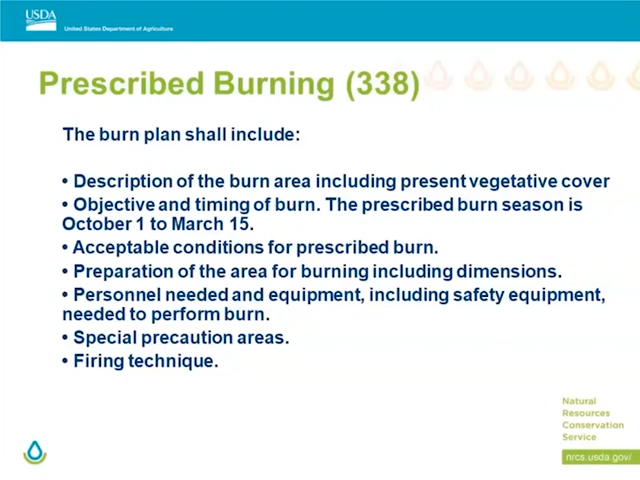 USDA
United States Department of Agriculture
Prescribed Burning (338)
The burn plan shall include:
• Description of the burn area including present vegetative cover
• Objective and timing of burn. The prescribed burn season is
October 1 to March 15.
• Acceptable conditions for prescribed burn.
• Preparation of the area for burning including dimensions.
• Personnel needed and equipment, including safety equipment,
needed to perform burn.
• Special precaution areas.
• Firing technique.
Natural
Resources
Conservation
Service
nrcs.usda.gov/